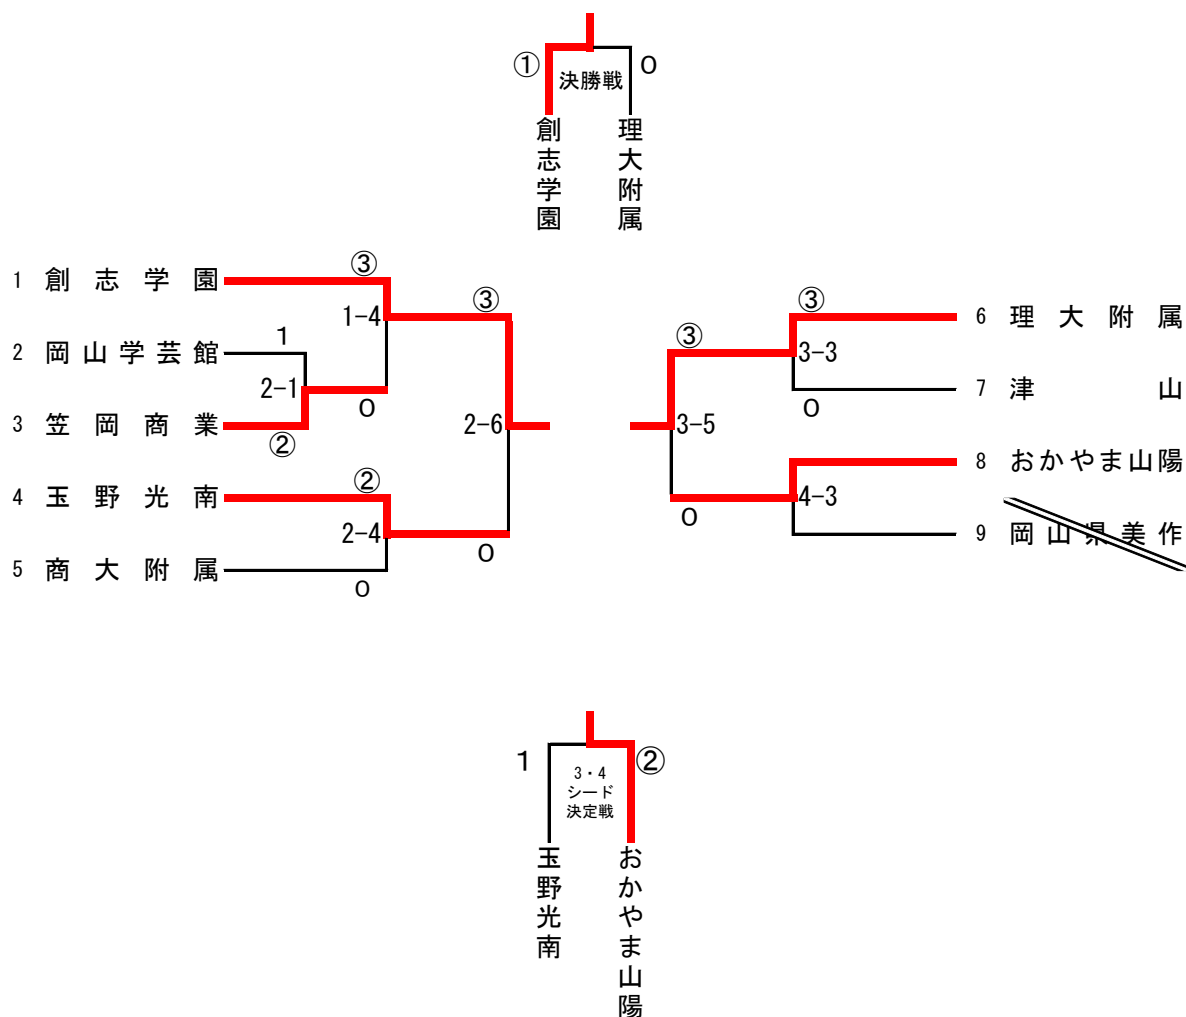 ① 0
決勝戦
創志学園
理大附属
1 創志学園
③
1-4
2 岡山学芸館
1
2-1
3 笠岡商業
②
0
③
2-6
4 玉野光南
②
2-4
0
5 商大附属
0
③
③
6 理大附属
3-3
7 津山
0
3-5
8 おかやま山陽
4-3
0
9 岡山県美作
1 ②
3・4
シード
決定戦
玉野光南
おかやま山陽